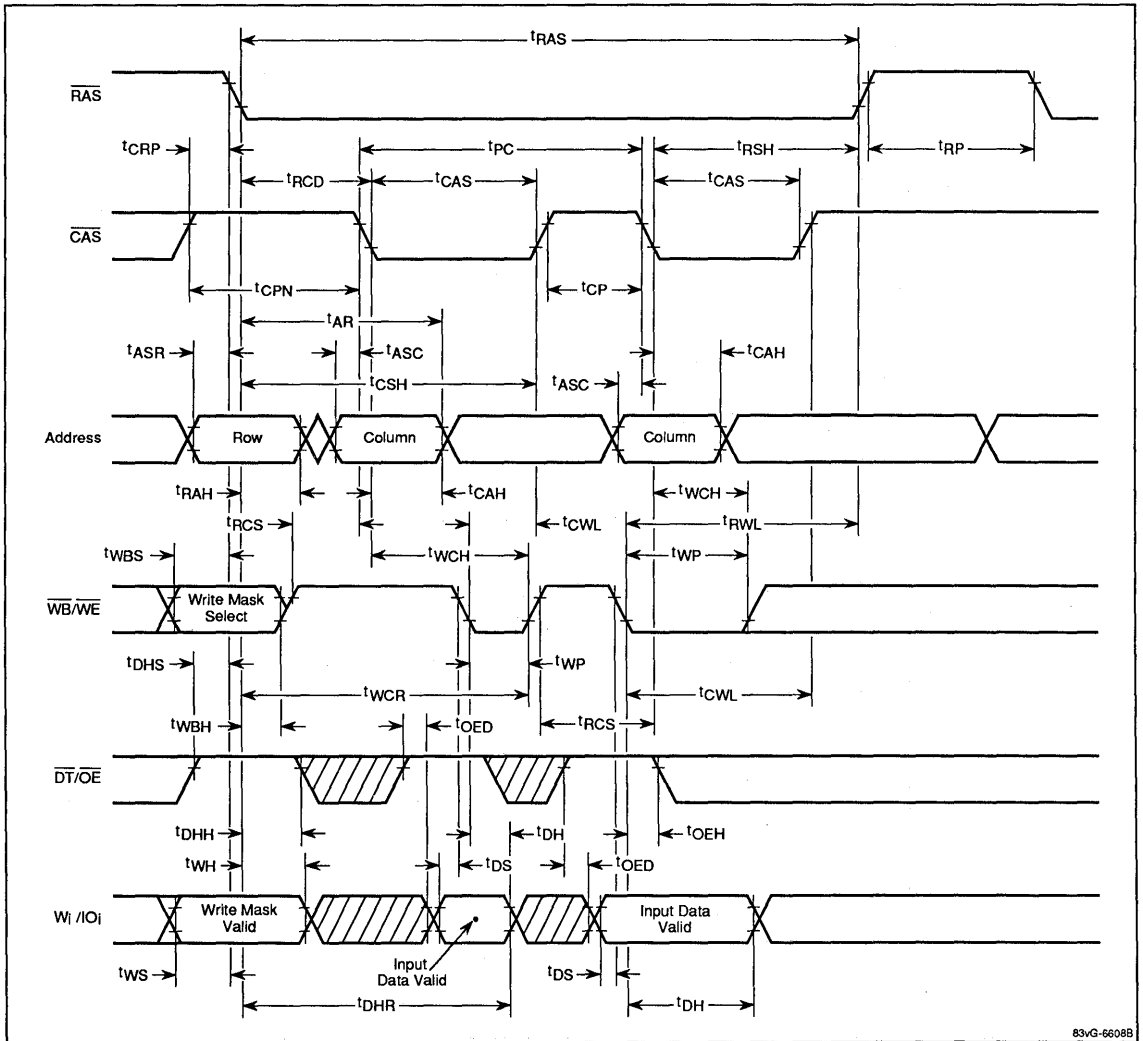 tRAS
RAS
tCRP
tPC
tRSH
tRP
tRCD
tCAS
tCAS
CAS
tCPN
tCP
tAR
tASR
tASC
tCAH
tCSH
tASC
Address
Row
Column
Column
tRAH
tCAH
tWCH
tRCS
tCWL
tRWL
tWBS
tWCH
tWP
WB/WE
Write Mask
Select
tDHS
tWP
tWCR
tCWL
tWBH
tOED
tRCS
DT/OE
tDHH
tDH
tOEH
tWH
tDS
tOED
Wi/IOi
Write Mask
Valid
Input Data
Valid
Input
Data Valid
tWS
tDS
tDHR
tDH
83vG-6608B